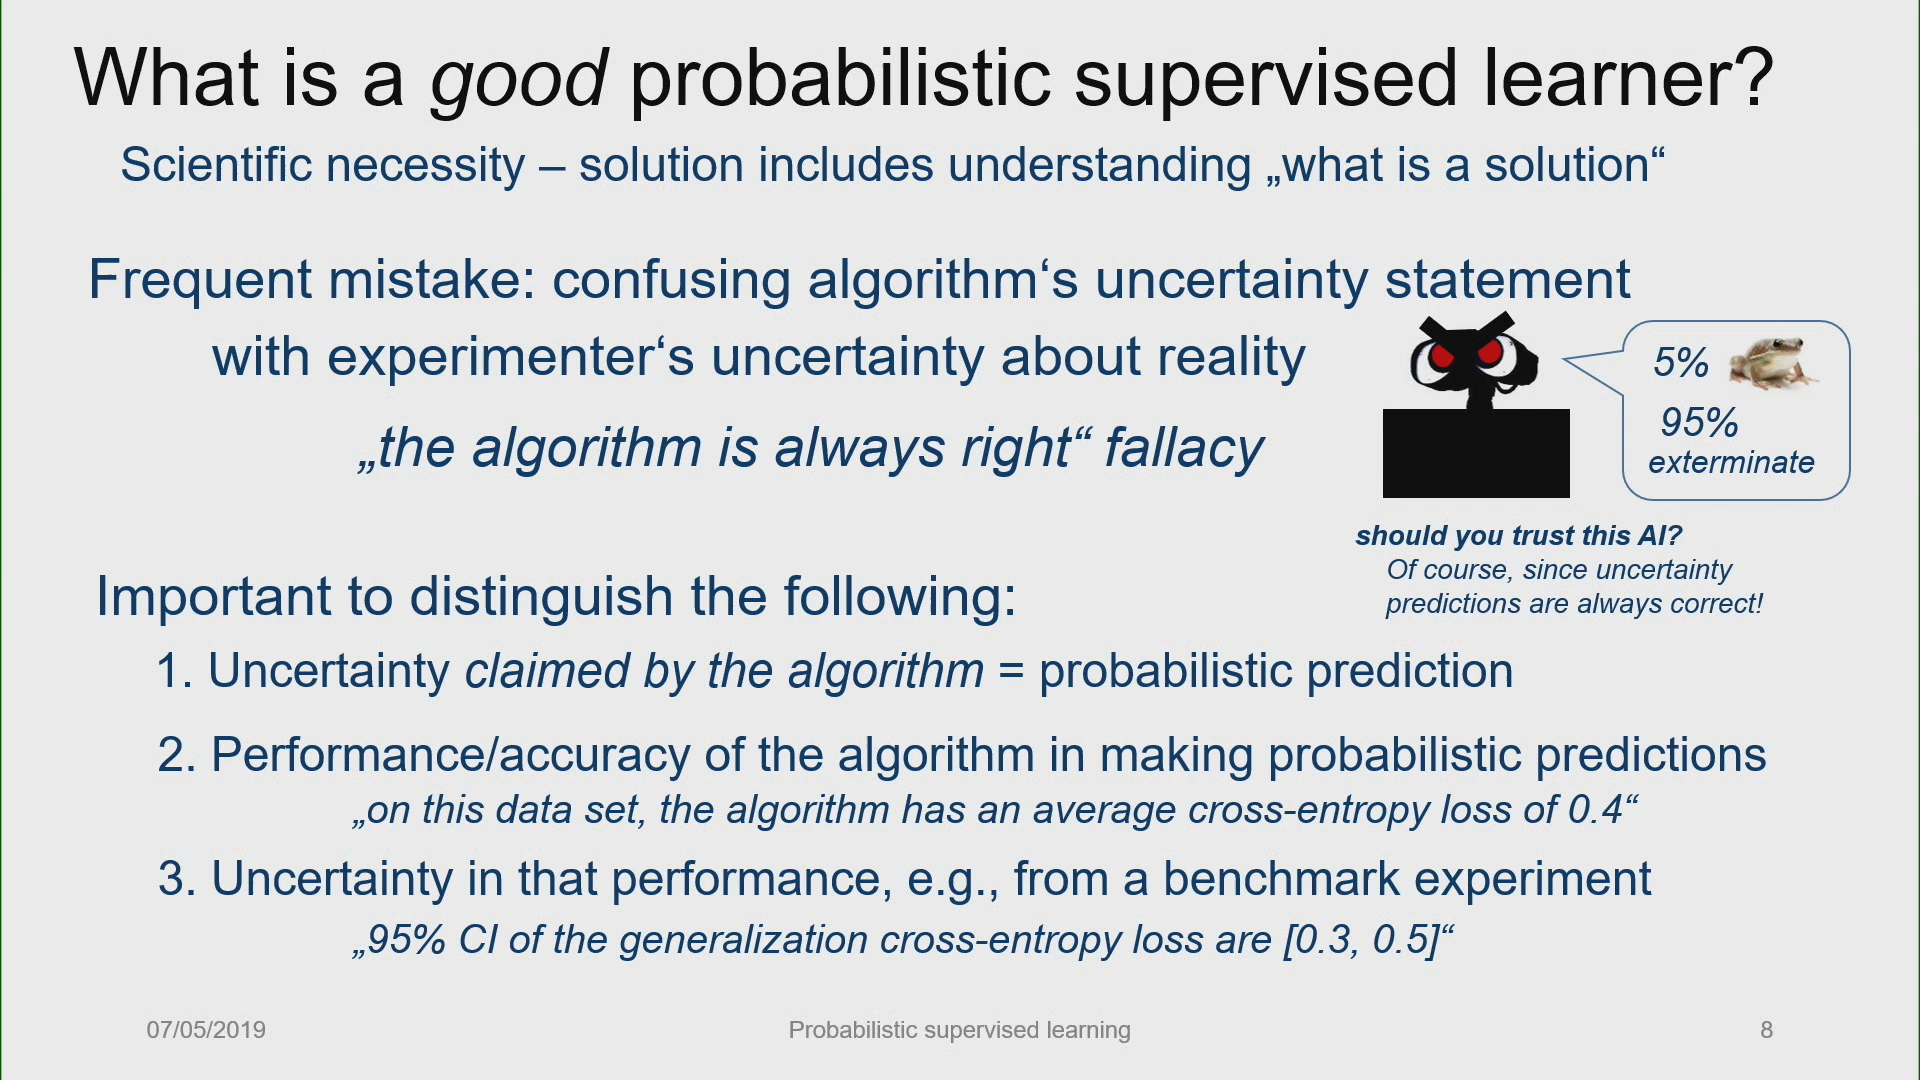 What is a good probabilistic supervised learner?
Scientific necessity – solution includes understanding „what is a solution“
Frequent mistake: confusing algorithm‘s uncertainty statement
with experimenter‘s uncertainty about reality
„the algorithm is always right“ fallacy
5%
95%
exterminate
should you trust this AI?
Of course, since uncertainty
predictions are always correct!
Important to distinguish the following:
1. Uncertainty claimed by the algorithm = probabilistic prediction
2. Performance/accuracy of the algorithm in making probabilistic predictions
„on this data set, the algorithm has an average cross-entropy loss of 0.4“
3. Uncertainty in that performance, e.g., from a benchmark experiment
„95% CI of the generalization cross-entropy loss are [0.3, 0.5]“
07/05/2019
Probabilistic supervised learning
8